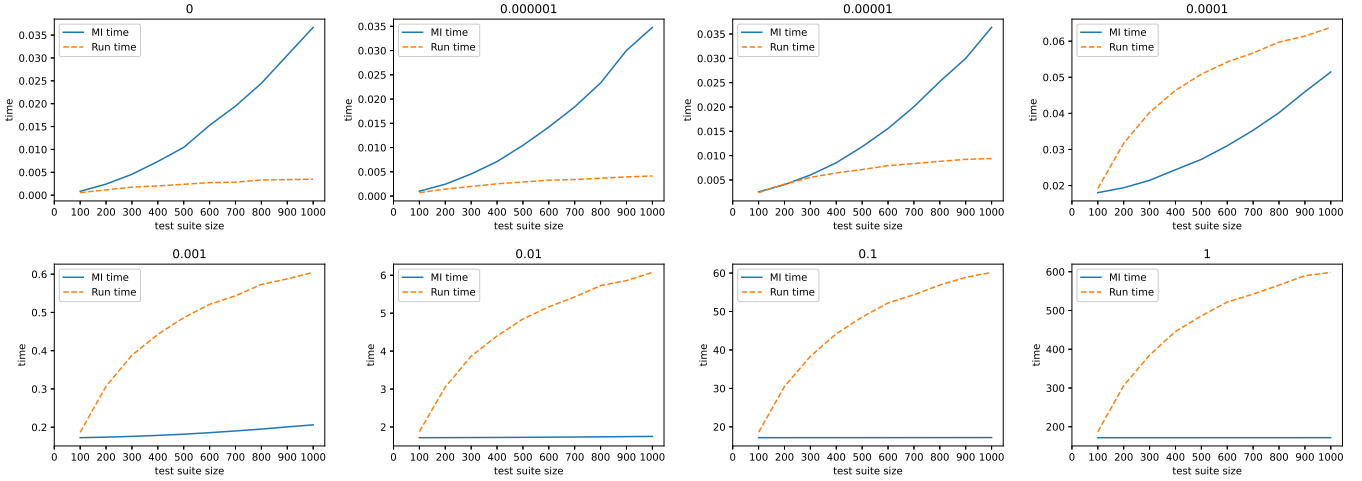 0
MI time
Run time
0.035
0.030
0.025
0.020
0.015
0.010
0.005
0.000
time
0 100 200 300 400 500 600 700 800 900 1000
test suite size
0.000001
MI time
Run time
0.035
0.030
0.025
0.020
0.015
0.010
0.005
0.000
time
0 100 200 300 400 500 600 700 800 900 1000
test suite size
0.00001
MI time
Run time
0.035
0.030
0.025
0.020
0.015
0.010
0.005
time
0 100 200 300 400 500 600 700 800 900 1000
test suite size
0.0001
MI time
Run time
0.06
0.05
0.04
0.03
0.02
time
0 100 200 300 400 500 600 700 800 900 1000
test suite size
0.001
MI time
Run time
0.6
0.5
0.4
0.3
0.2
time
0 100 200 300 400 500 600 700 800 900 1000
test suite size
0.01
MI time
Run time
6
5
4
3
2
time
0 100 200 300 400 500 600 700 800 900 1000
test suite size
0.1
MI time
Run time
60
50
40
30
20
time
0 100 200 300 400 500 600 700 800 900 1000
test suite size
1
MI time
Run time
600
500
400
300
200
time
0 100 200 300 400 500 600 700 800 900 1000
test suite size